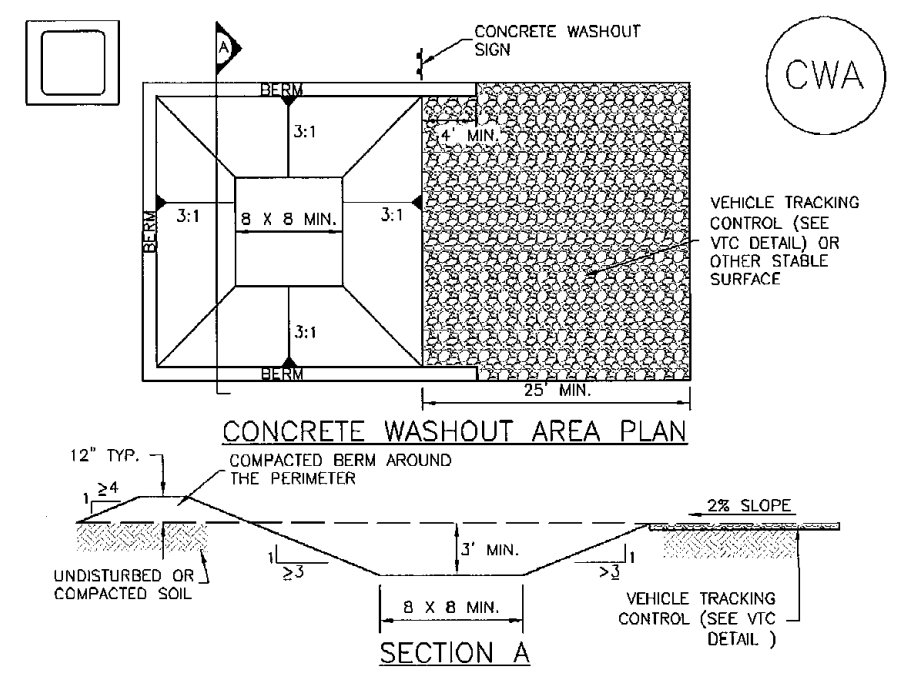 CONCRETE WASHOUT
SIGN
A
CWA
BERM
3:1
4' MIN.
3:1
8 X 8 MIN.
3:1
BERM
VEHICLE TRACKING
CONTROL (SEE
VTC DETAIL) OR
OTHER STABLE
SURFACE
3:1
BERM
25' MIN.
CONCRETE WASHOUT AREA PLAN
12" TYP.
COMPACTED BERM AROUND
THE PERIMETER
1
≥4
2% SLOPE
3' MIN.
1
≥3
1
≥3
UNDISTURBED OR
COMPACTED SOIL
8 X 8 MIN.
VEHICLE TRACKING
CONTROL (SEE VTC
DETAIL )
SECTION A